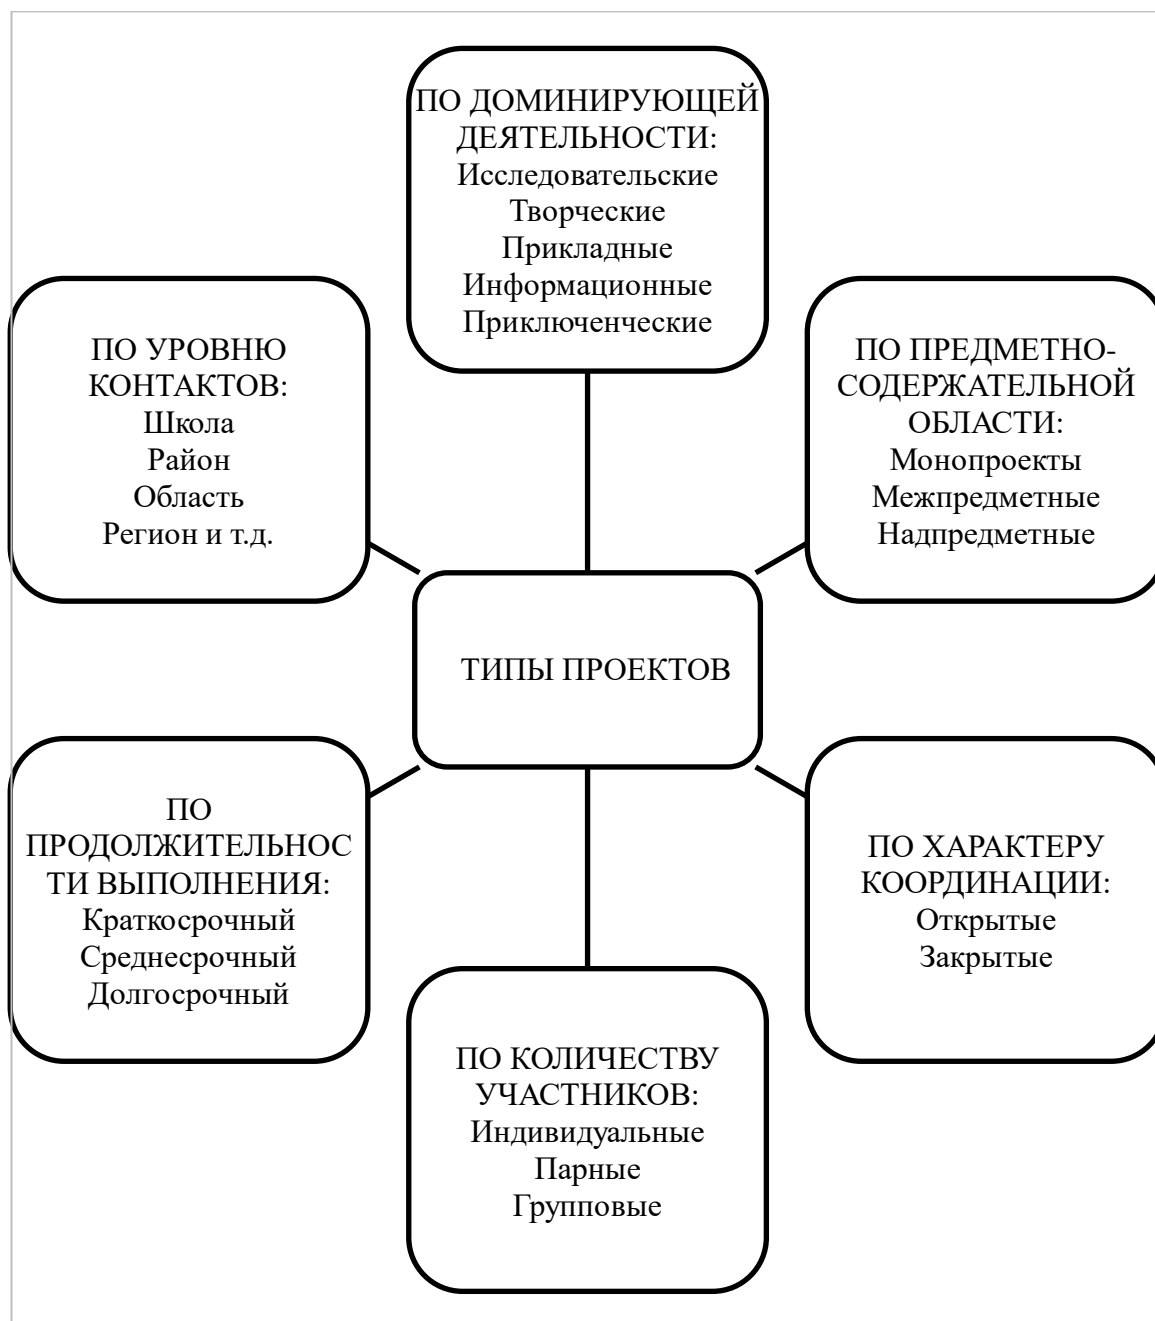 ПО ДОМИНИРУЮЩЕЙ
ДЕЯТЕЛЬНОСТИ:
Исследовательские
Творческие
Прикладные
Информационные
Приключенческие
ПО УРОВНЮ
КОНТАКТОВ:
Школа
Район
Область
Регион и т.д.
ПО ПРЕДМЕТНО-
СОДЕРЖАТЕЛЬНОЙ
ОБЛАСТИ:
Монопроекты
Межпредметные
Надпредметные
ТИПЫ ПРОЕКТОВ
ПО
ПРОДОЛЖИТЕЛЬНОС
ТИ ВЫПОЛНЕНИЯ:
Краткосрочный
Среднесрочный
Долгосрочный
ПО ХАРАКТЕРУ
КООРДИНАЦИИ:
Открытые
Закрытые
ПО КОЛИЧЕСТВУ
УЧАСТНИКОВ:
Индивидуальные
Парные
Групповые